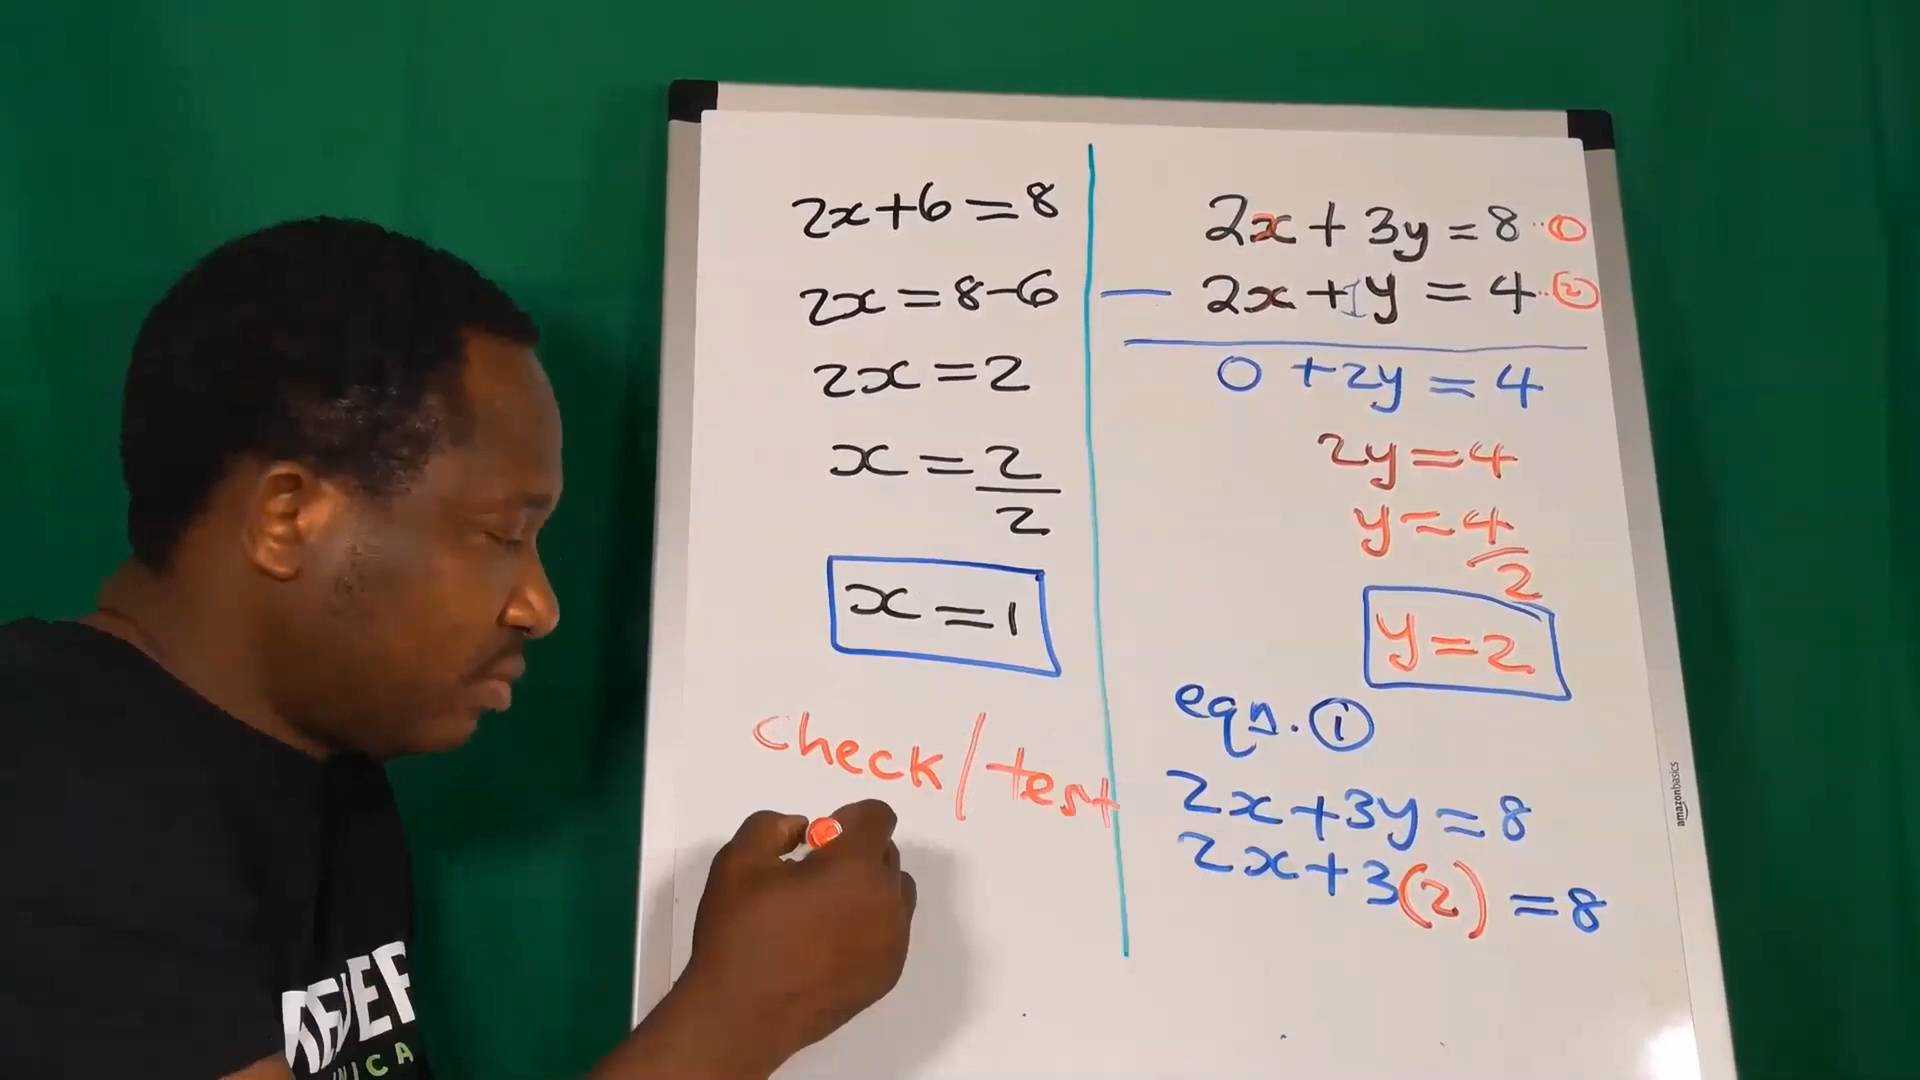 2x+6=8
2x=8-6
2x=2
x=2/2
x=1
check/test
2x+3y=8..①
— 2x+1y=4..②
0+2y=4
2y=4
y=4/2
y=2
eqn.①
2x+3y=8
2x+3(2)=8
amazonbasics